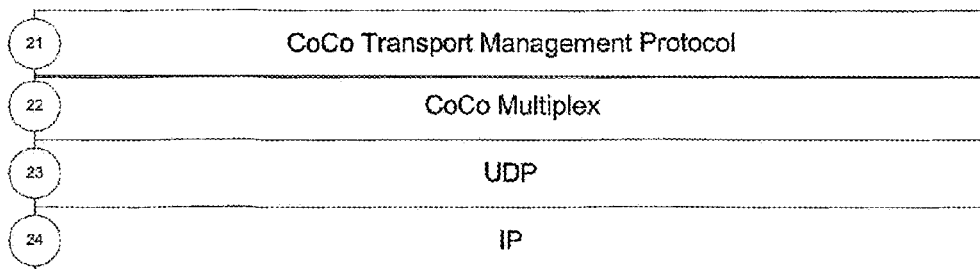 21 CoCo Transport Management Protocol
22 CoCo Multiplex
23 UDP
24 IP